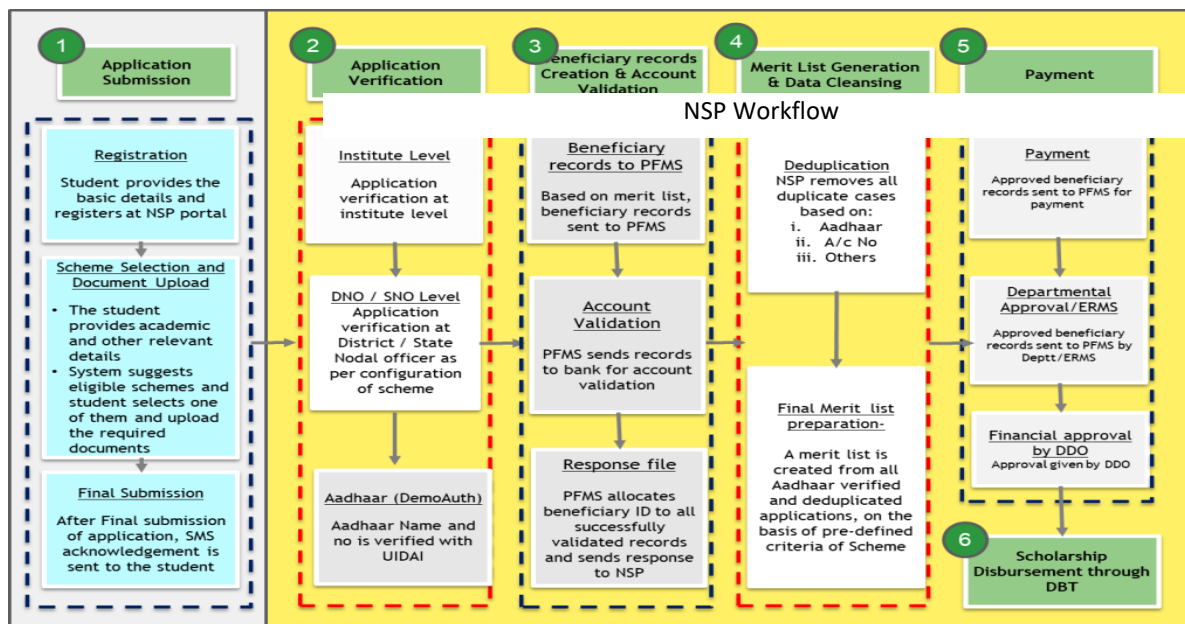 1
Application
Submission
Registration
Student provides the
basic details and
registers at NSP portal
Scheme Selection and
Document Upload
• The student
provides academic
and other relevant
details
• System suggests
eligible schemes and
student selects one
of them and upload
the required
documents
Final Submission
After Final submission
of application, SMS
acknowledgement is
sent to the student
2
Application
Verification
NSP Workflow
Institute Level
Application
verification at
institute level
DNO / SNO Level
Application
verification at
District / State
Nodal officer as
per configuration
of scheme
Aadhaar (DemoAuth)
Aadhaar Name and
no is verified with
UIDAI
3
Beneficiary records
Creation & Account
Validation
Beneficiary
records to PFMS
Based on merit list,
beneficiary records
sent to PFMS
Account
Validation
PFMS sends records
to bank for account
validation
Response file
PFMS allocates
beneficiary ID to all
successfully
validated records
and sends response
to NSP
4
Merit List Generation
& Data Cleansing
Deduplication
NSP removes all
duplicate cases
based on:
i. Aadhaar
ii. A/c No
iii. Others
Final Merit list
preparation-
A merit list is
created from all
Aadhaar verified
and deduplicated
applications, on the
basis of pre-defined
criteria of Scheme
5
Payment
Payment
Approved beneficiary
records sent to PFMS for
payment
Departmental
Approval/ERMS
Approved beneficiary
records sent to PFMS by
Deptt/ERMS
Financial approval
by DDO
Approval given by DDO
6
Scholarship
Disbursement through
DBT